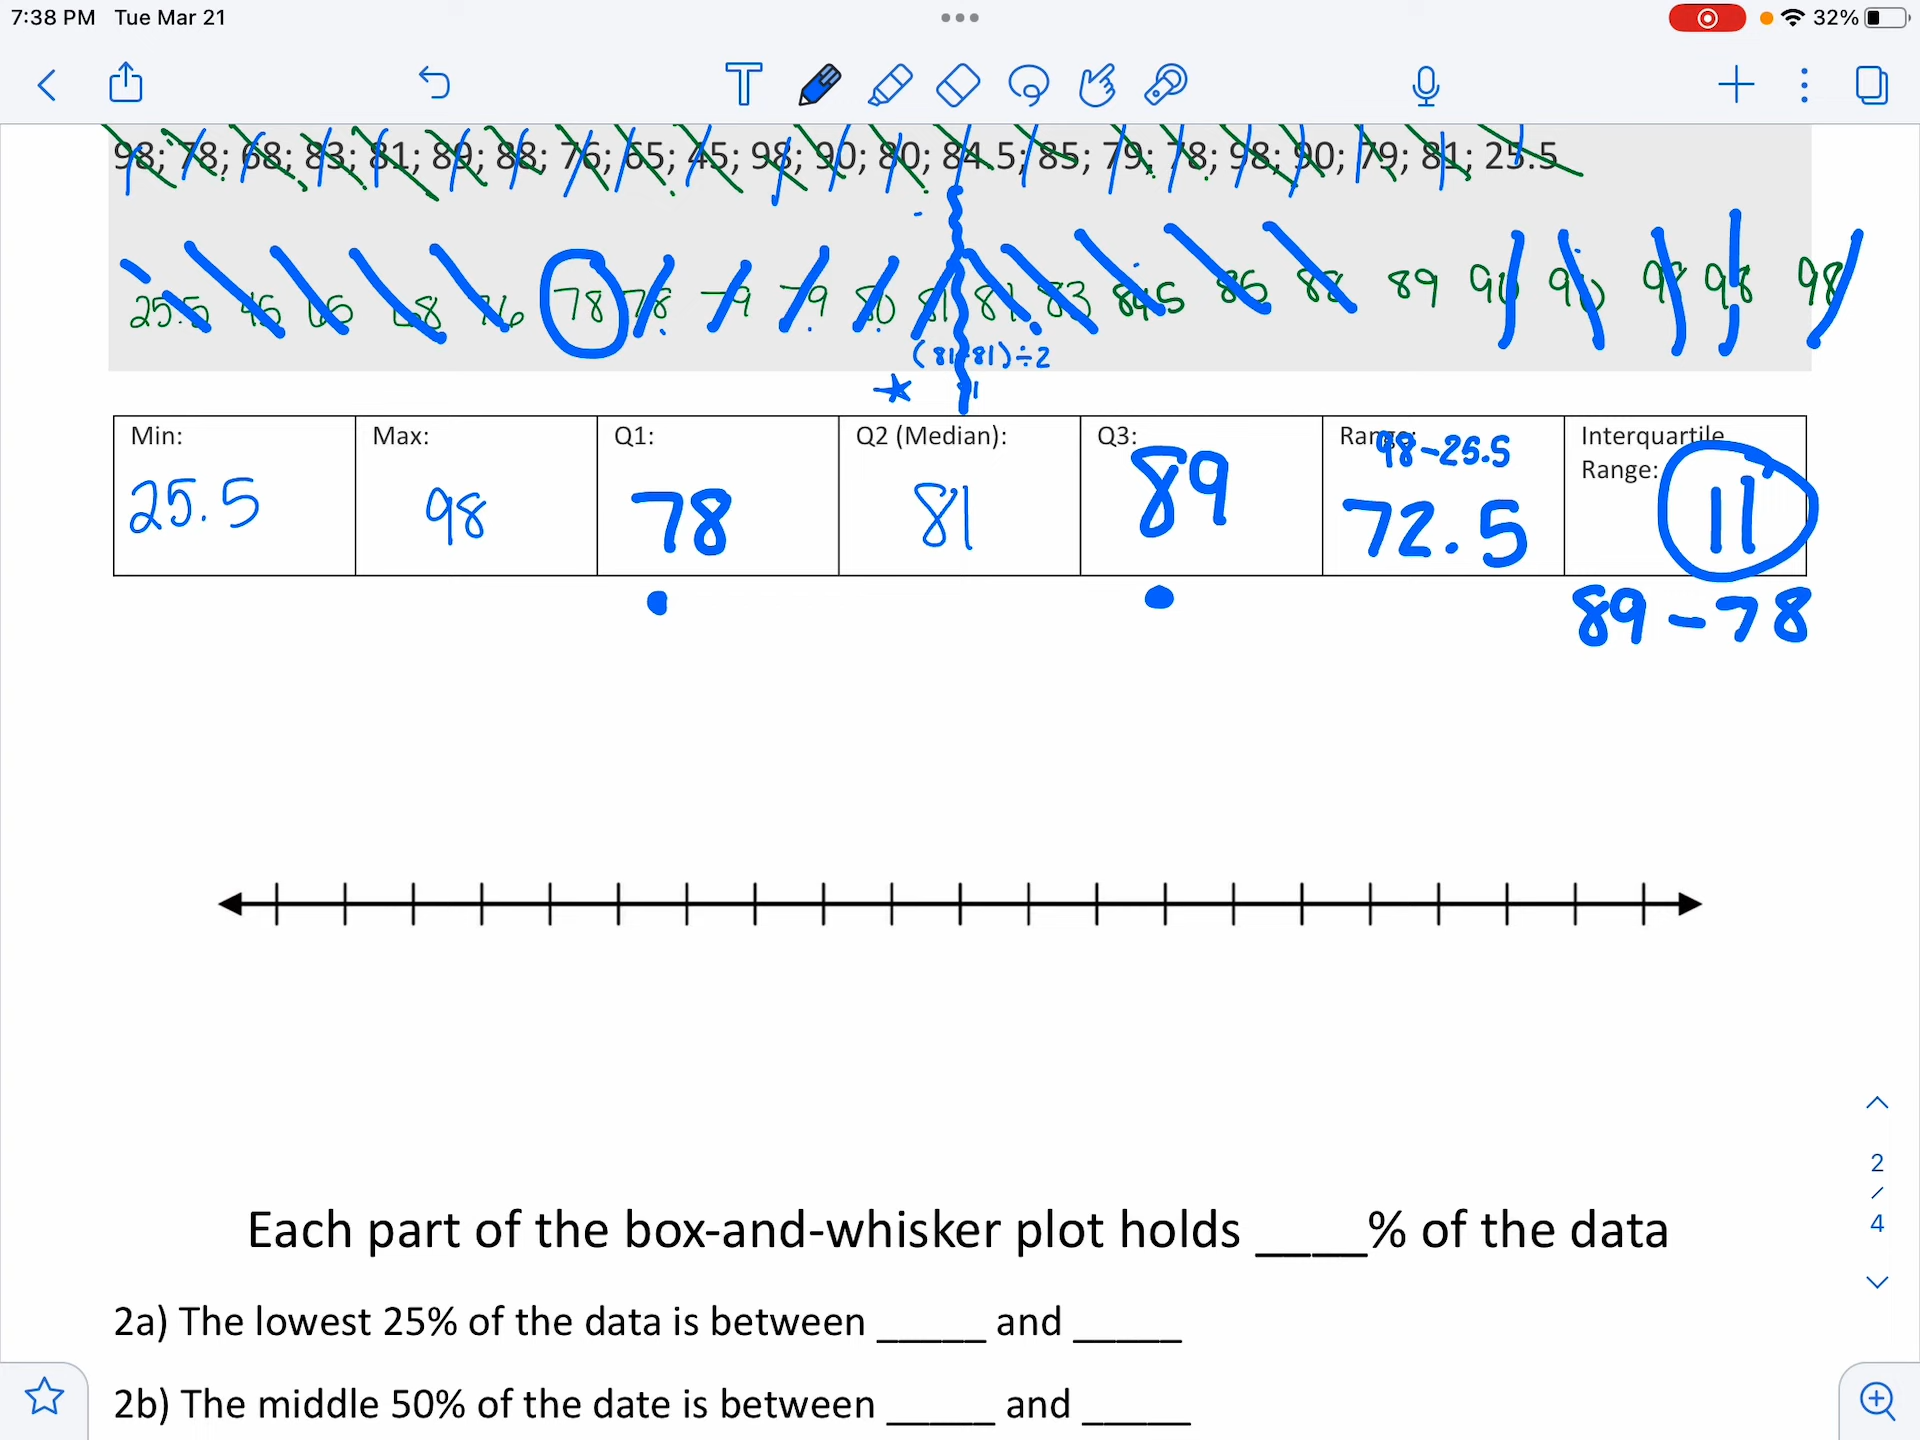 7:38 PM Tue Mar 21 32%
98; 78; 68; 83; 81; 89; 88; 76; 65; 45; 98; 90; 80; 84.5; 85; 79; 78; 98; 90; 79; 81; 25.5
25.5 45 65 68 76 78 78 79 79 80 81 81 83 84.5 85 88 89 90 90 98 98 98
(81+81)÷2
Min: Max: Q1: Q2 (Median): Q3: Range: Interquartile Range:
98-25.5
25.5 98 78 81 89 72.5 11
89-78
Each part of the box-and-whisker plot holds ____% of the data
2a) The lowest 25% of the data is between _____ and _____
2b) The middle 50% of the date is between _____ and _____
2
/
4